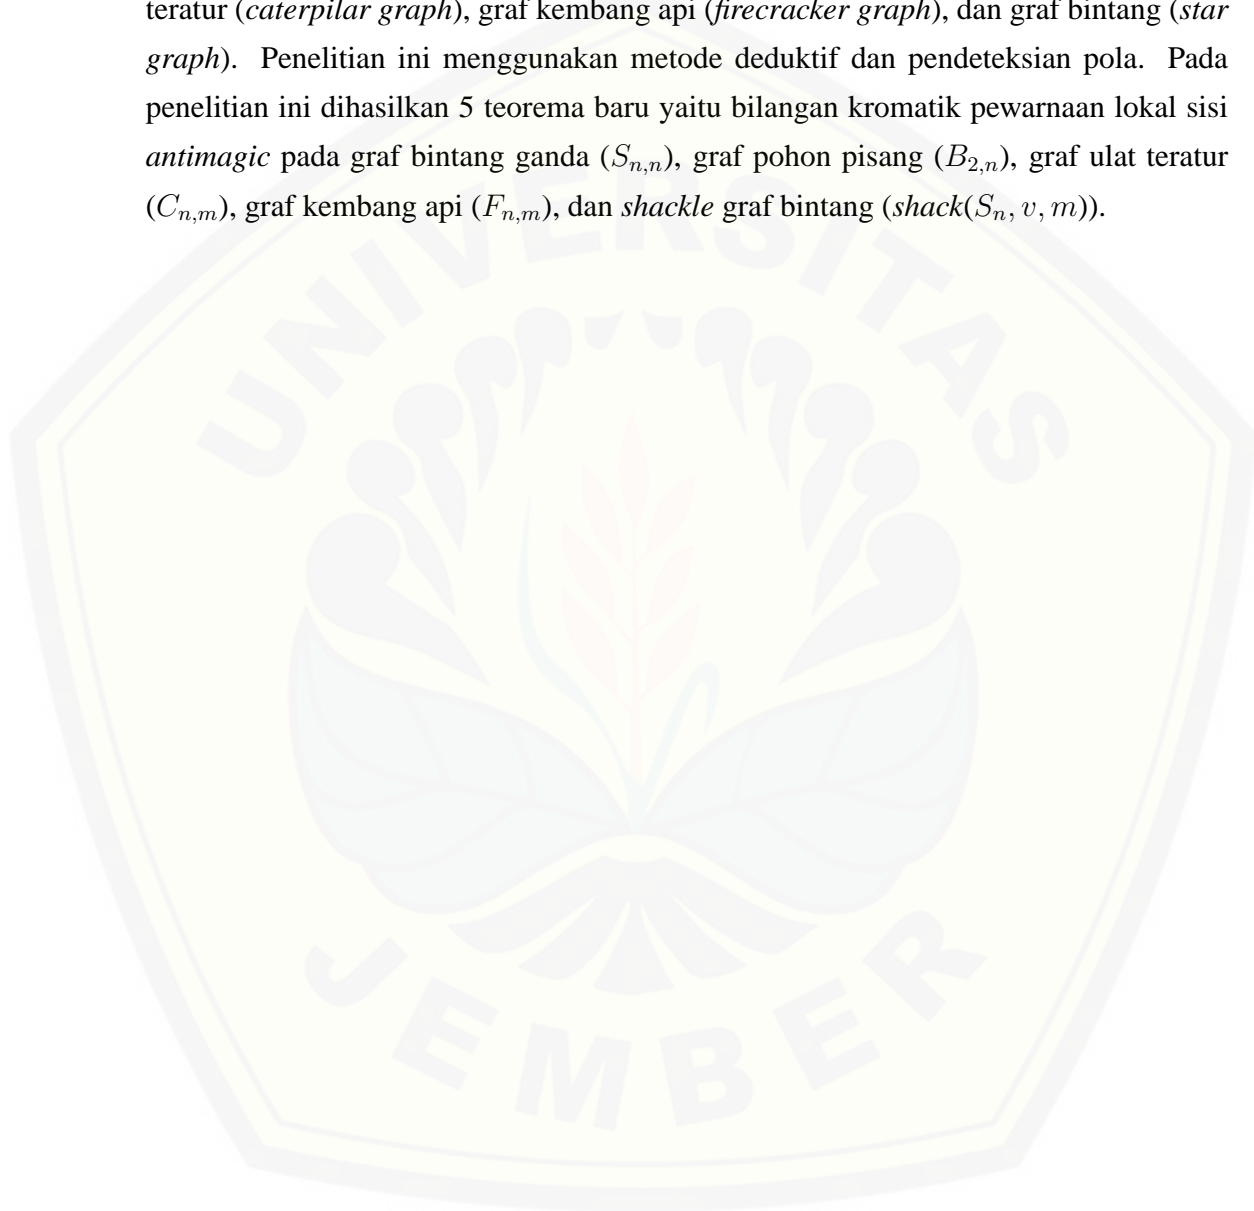 teratur (caterpilar graph), graf kembang api (firecracker graph), dan graf bintang (star
graph). Penelitian ini menggunakan metode deduktif dan pendeteksian pola. Pada
penelitian ini dihasilkan 5 teorema baru yaitu bilangan kromatik pewarnaan lokal sisi
antimagic pada graf bintang ganda (S_{n,n}), graf pohon pisang (B_{2,n}), graf ulat teratur
(C_{n,m}), graf kembang api (F_{n,m}), dan shackle graf bintang (shack(S_n, v, m)).
UNIVERSITAS
JEMBER